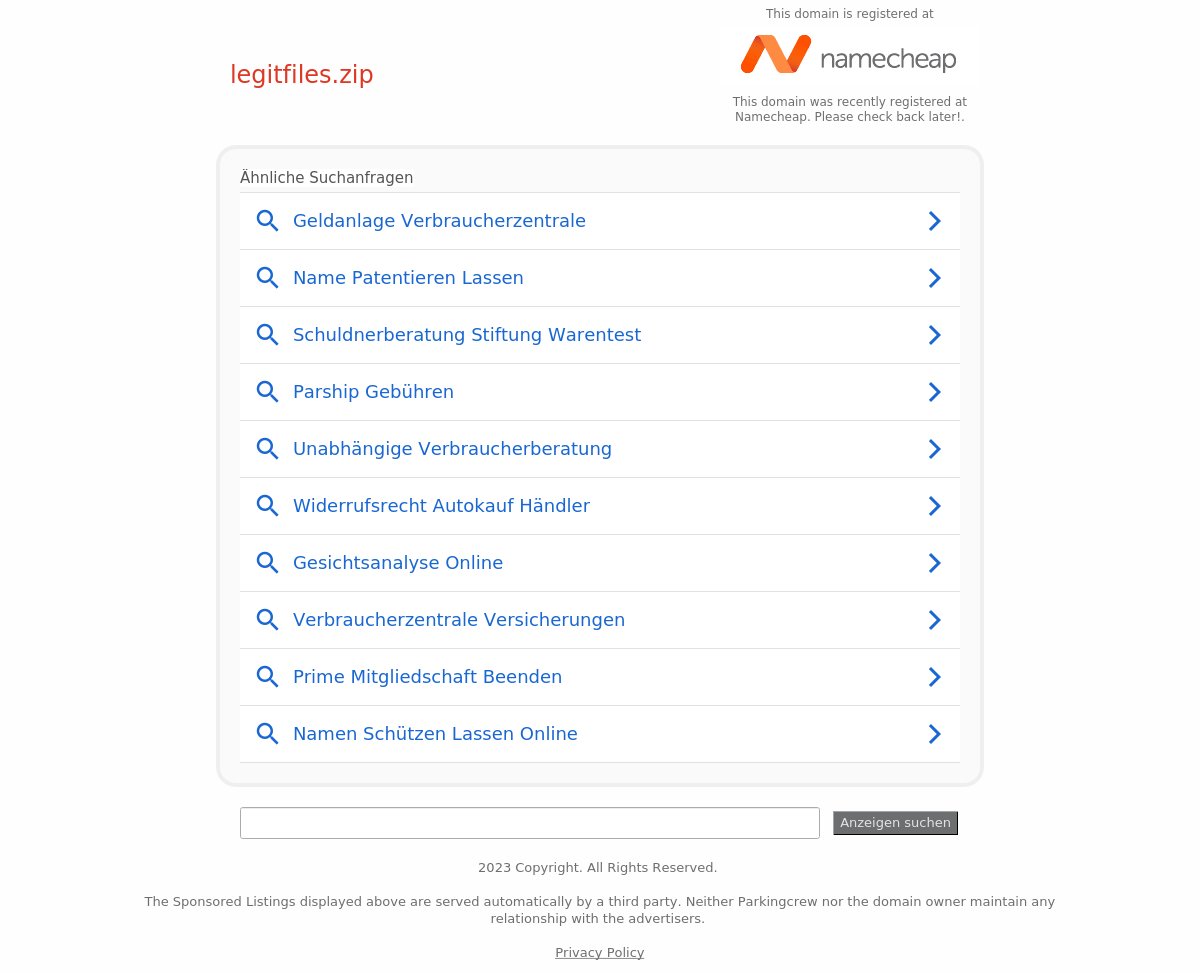 This domain is registered at
namecheap
legitfiles.zip
This domain was recently registered at
Namecheap. Please check back later!.
Ähnliche Suchanfragen
Geldanlage Verbraucherzentrale
Name Patentieren Lassen
Schuldnerberatung Stiftung Warentest
Parship Gebühren
Unabhängige Verbraucherberatung
Widerrufsrecht Autokauf Händler
Gesichtsanalyse Online
Verbraucherzentrale Versicherungen
Prime Mitgliedschaft Beenden
Namen Schützen Lassen Online
Anzeigen suchen
2023 Copyright. All Rights Reserved.
The Sponsored Listings displayed above are served automatically by a third party. Neither Parkingcrew nor the domain owner maintain any
relationship with the advertisers.
Privacy Policy